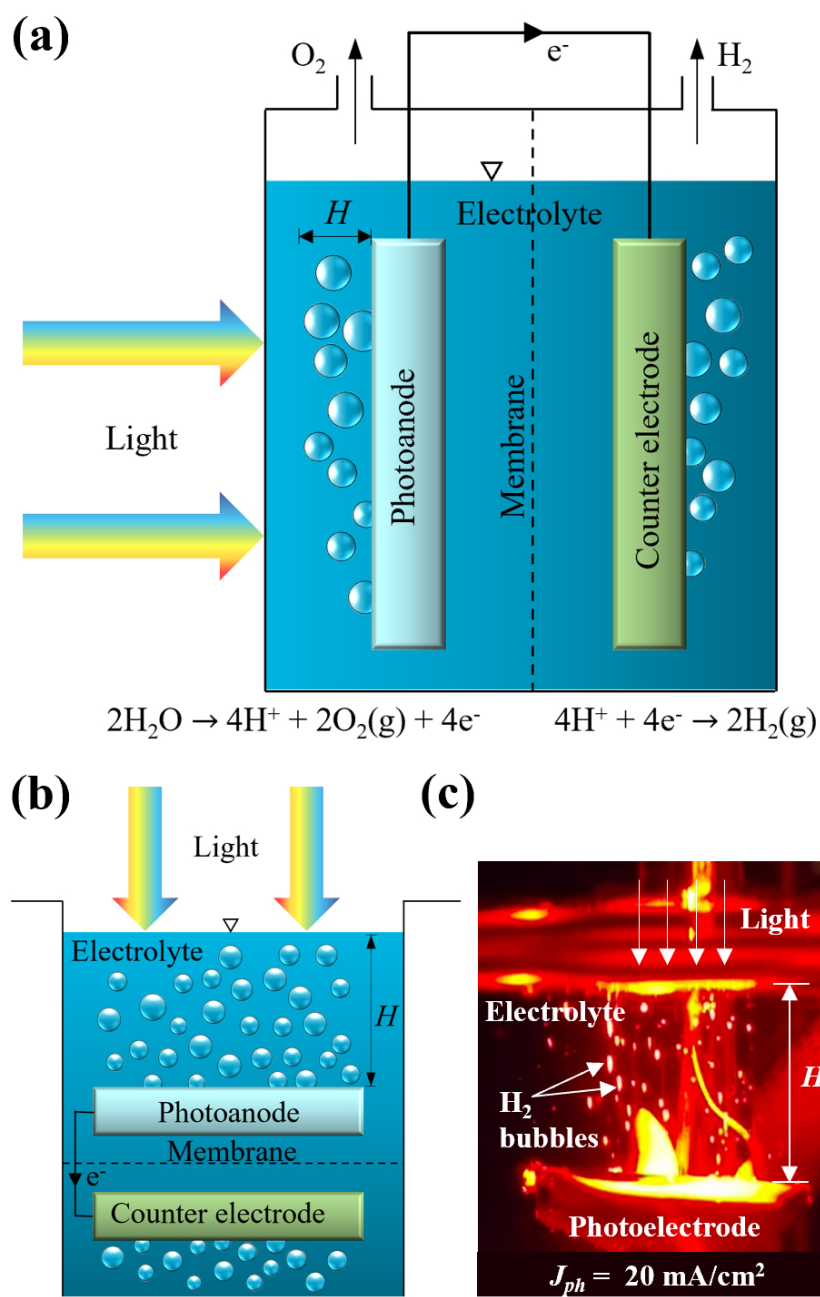 (a)
O₂
e⁻
H₂
H
Electrolyte
Light
Photoanode
Membrane
Counter electrode
2H₂O → 4H⁺ + 2O₂(g) + 4e⁻
4H⁺ + 4e⁻ → 2H₂(g)
(b)
Light
Electrolyte
H
Photoanode
Membrane
e⁻
Counter electrode
(c)
Light
Electrolyte
H
H₂
bubbles
Photoelectrode
Jₚₕ = 20 mA/cm²